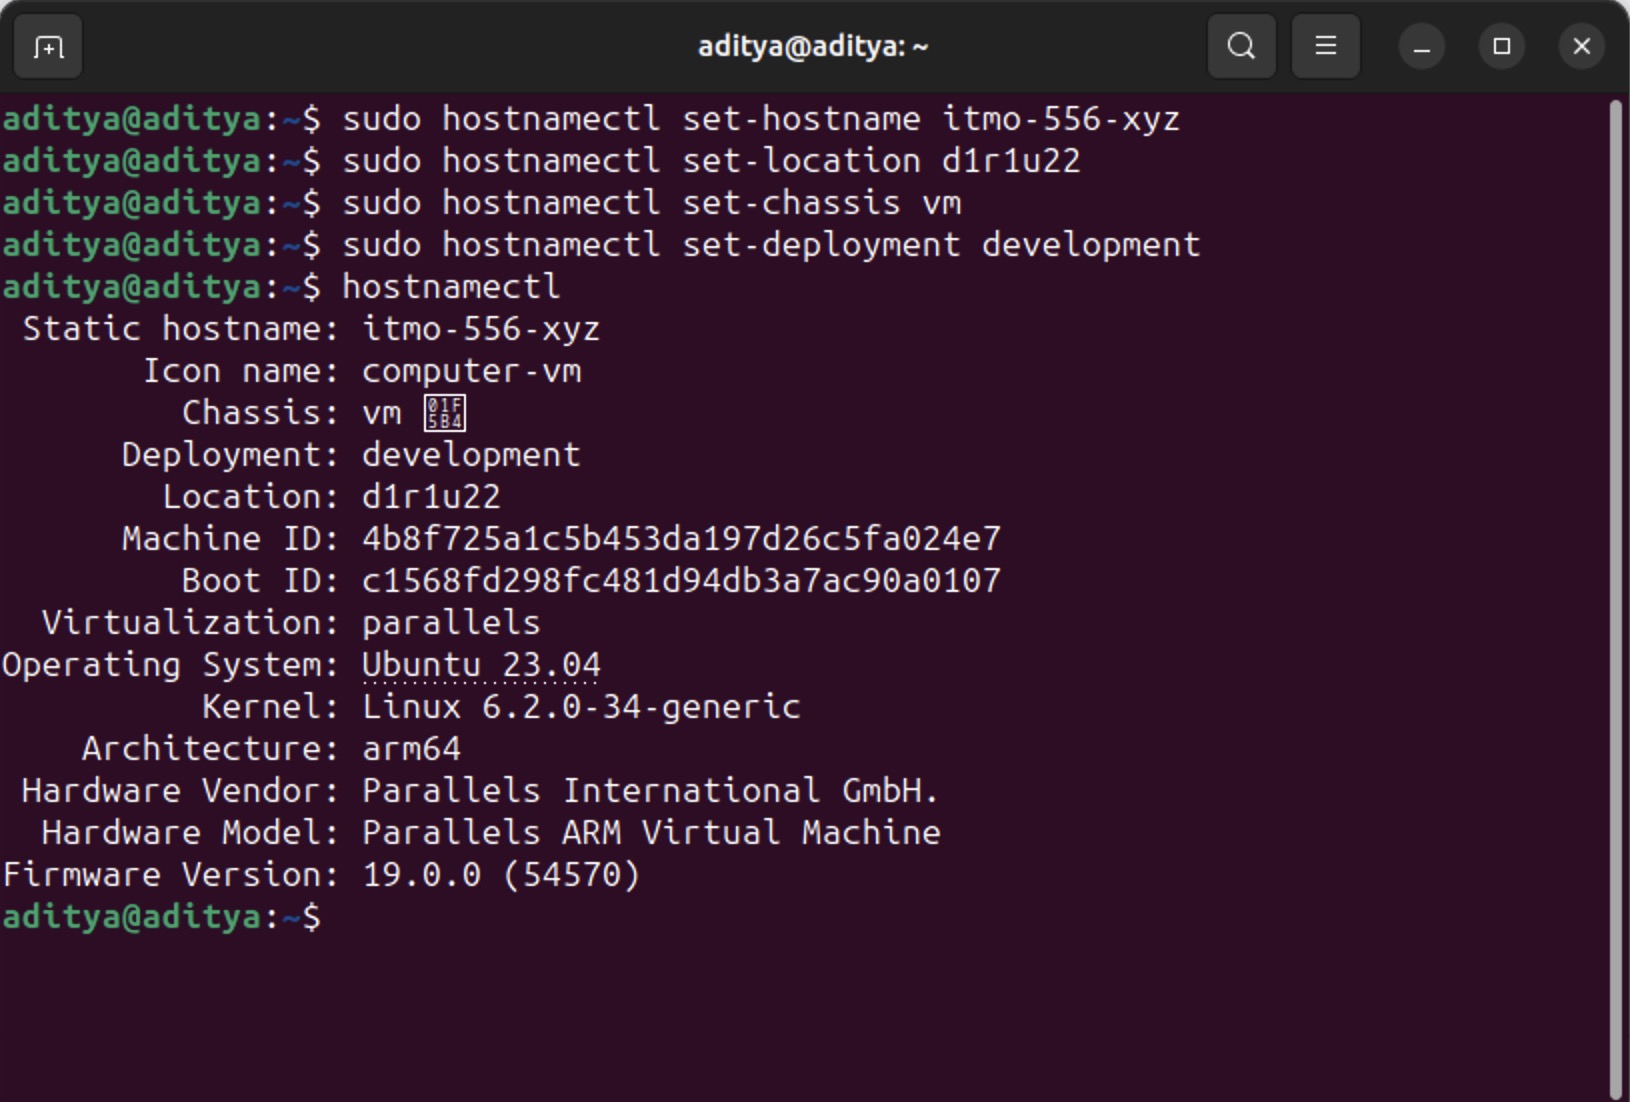 aditya@aditya: ~
aditya@aditya:~$ sudo hostnamectl set-hostname itmo-556-xyz
aditya@aditya:~$ sudo hostnamectl set-location d1r1u22
aditya@aditya:~$ sudo hostnamectl set-chassis vm
aditya@aditya:~$ sudo hostnamectl set-deployment development
aditya@aditya:~$ hostnamectl
Static hostname: itmo-556-xyz
Icon name: computer-vm
Chassis: vm 01F5B4
Deployment: development
Location: d1r1u22
Machine ID: 4b8f725a1c5b453da197d26c5fa024e7
Boot ID: c1568fd298fc481d94db3a7ac90a0107
Virtualization: parallels
Operating System: Ubuntu 23.04
Kernel: Linux 6.2.0-34-generic
Architecture: arm64
Hardware Vendor: Parallels International GmbH.
Hardware Model: Parallels ARM Virtual Machine
Firmware Version: 19.0.0 (54570)
aditya@aditya:~$